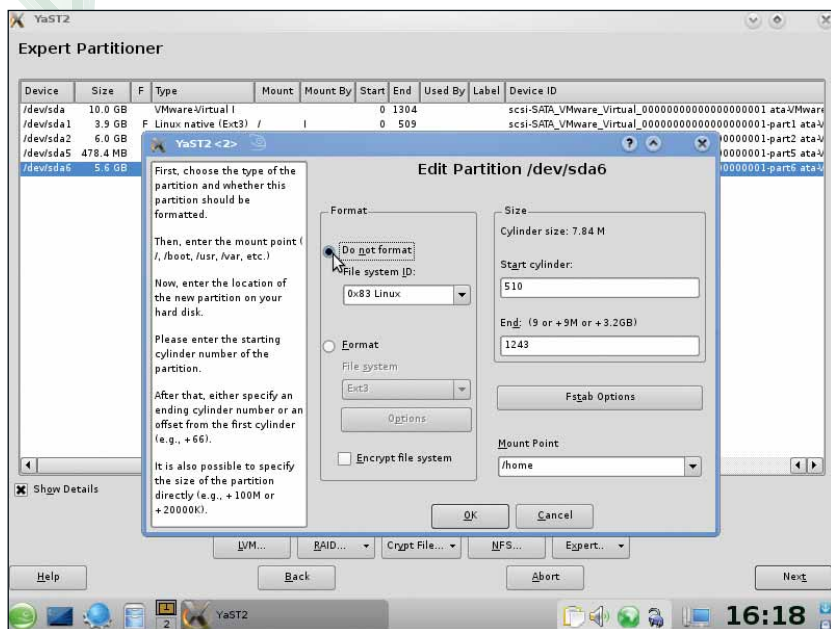 YaST2
Expert Partitioner
Device Size F Type Mount Mount By Start End Used By Label Device ID
/dev/sda 10.0 GB VMware-Virtual I 0 1304 scsi-SATA_VMware_Virtual_00000000000000000001 ata-VMware
/dev/sda1 3.9 GB F Linux native (Ext3) / I 0 509 scsi-SATA_VMware_Virtual_00000000000000000001-part1 ata-V
/dev/sda2 6.0 GB 00000001-part2 ata-V
/dev/sda5 478.4 MB 00000001-part5 ata-V
/dev/sda6 5.6 GB 00000001-part6 ata-V
YaST2 <2>
First, choose the type of the
partition and whether this
partition should be
formatted.
Then, enter the mount point (
/, /boot, /usr, /var, etc.)
Now, enter the location of
the new partition on your
hard disk.
Please enter the starting
cylinder number of the
partition.
After that, either specify an
ending cylinder number or an
offset from the first cylinder
(e.g., +66).
It is also possible to specify
the size of the partition
directly (e.g., +100M or
+20000K).
Edit Partition /dev/sda6
Format
Do not format
File system ID:
0x83 Linux
Format
File system
Ext3
Options
Encrypt file system
Size
Cylinder size: 7.84 M
Start cylinder:
510
End: (9 or +9M or +3.2GB)
1243
Fstab Options
Mount Point
/home
OK Cancel
Show Details
LVM... RAID... Crypt File... NFS... Expert..
Help Back Abort Next
1
2
YaST2
16:18